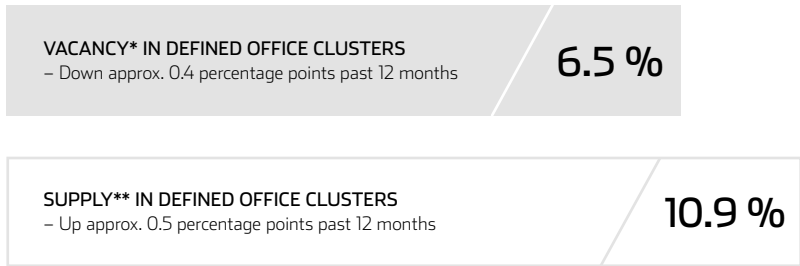 VACANCY* IN DEFINED OFFICE CLUSTERS
– Down approx. 0.4 percentage points past 12 months
6.5 %
SUPPLY** IN DEFINED OFFICE CLUSTERS
– Up approx. 0.5 percentage points past 12 months
10.9 %